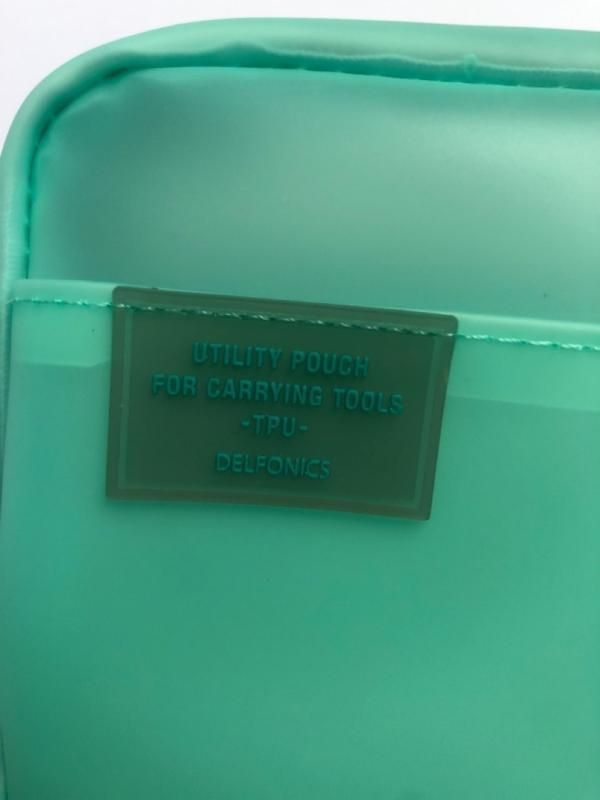 UTILITY POUCH
FOR CARRYING TOOLS
-TPU-
DELFONICS